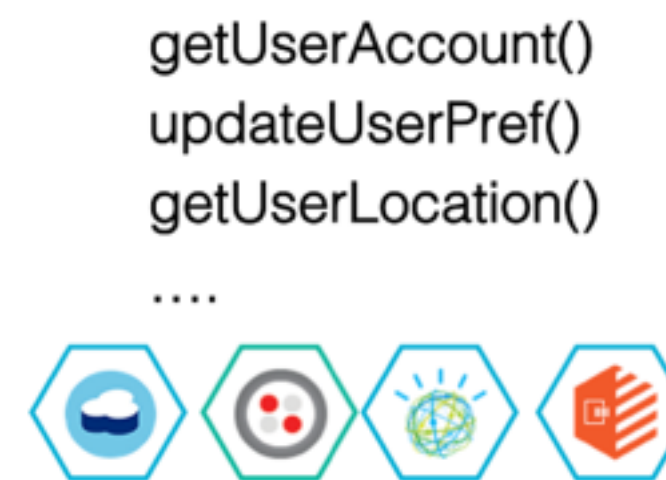 getUserAccount()
updateUserPref()
getUserLocation()
....